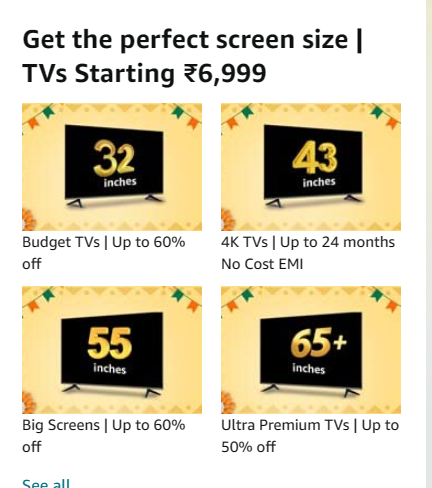 Get the perfect screen size |
TVs Starting ₹6,999
32
inches
43
inches
Budget TVs | Up to 60%
off
4K TVs | Up to 24 months
No Cost EMI
55
inches
65+
inches
Big Screens | Up to 60%
off
Ultra Premium TVs | Up to
50% off
See all